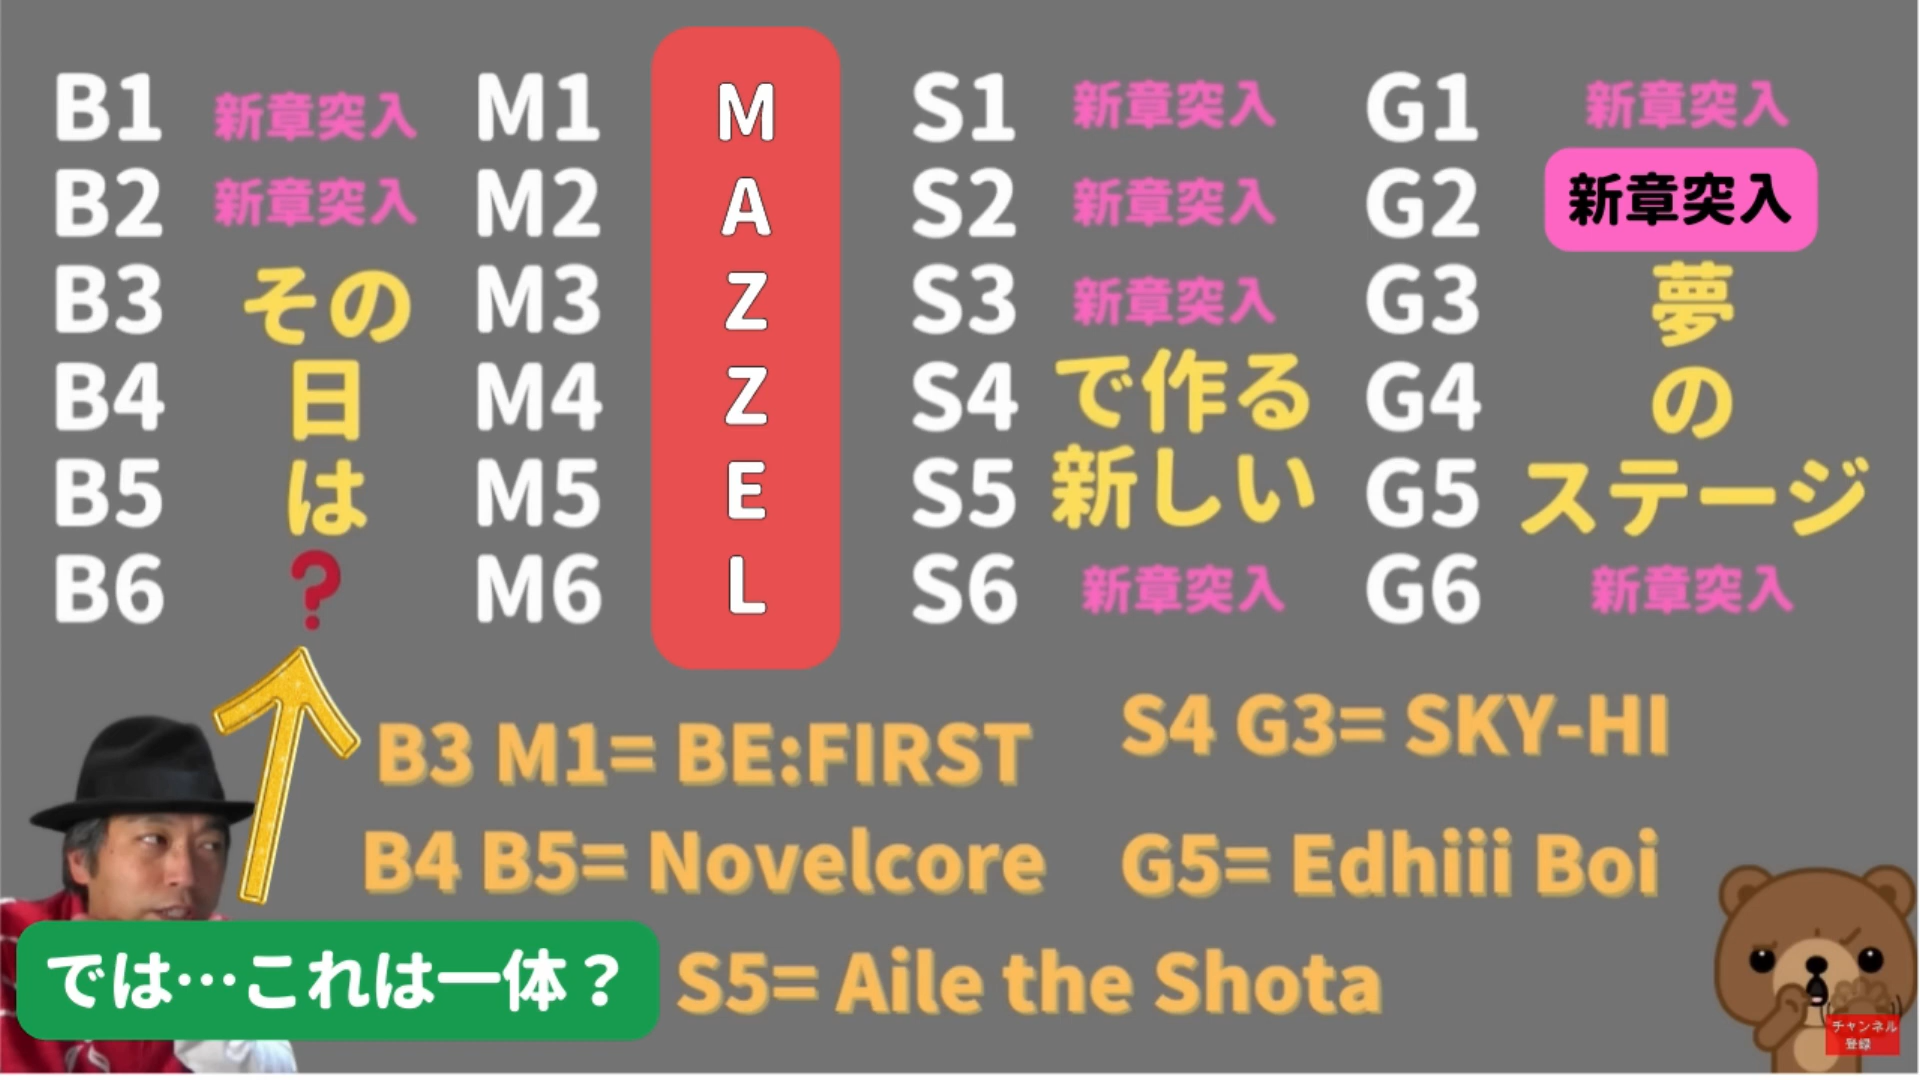 B1 新章突入 M1 M S1 新章突入 G1 新章突入
B2 新章突入 M2 A S2 新章突入 G2 新章突入
B3 その M3 Z S3 新章突入 G3 夢
B4 日 M4 Z S4 で作る G4 の
B5 は M5 E S5 新しい G5 ステージ
B6 ❓ M6 L S6 新章突入 G6 新章突入
B3 M1= BE:FIRST S4 G3= SKY-HI
B4 B5= Novelcore G5= Edhiii Boi
では…これは一体？ S5= Aile the Shota
チャンネル
登録